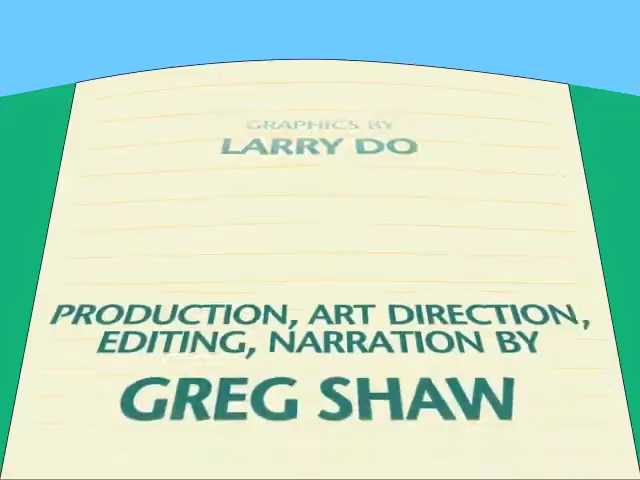 GRAPHICS BY
LARRY DO
PRODUCTION, ART DIRECTION,
EDITING, NARRATION BY
GREG SHAW